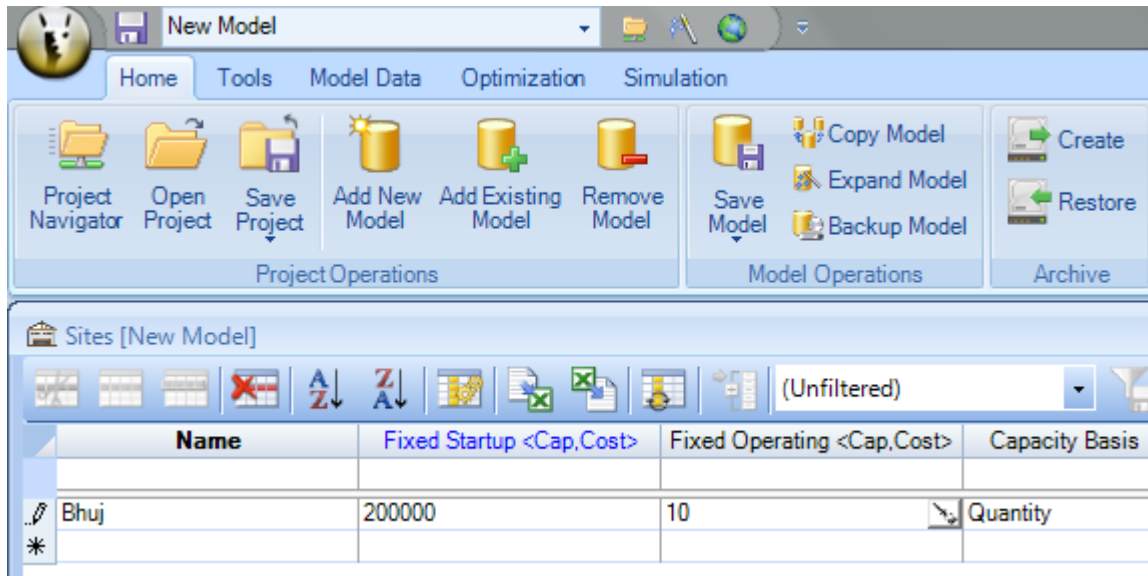 New Model
Home Tools Model Data Optimization Simulation
Project Navigator
Open Project
Save Project
Add New Model
Add Existing Model
Remove Model
Save Model
Copy Model
Expand Model
Backup Model
Create
Restore
Project Operations
Model Operations
Archive
Sites [New Model]
A Z
Z A
(Unfiltered)
Name Fixed Startup <Cap,Cost> Fixed Operating <Cap,Cost> Capacity Basis
Bhuj 200000 10 Quantity